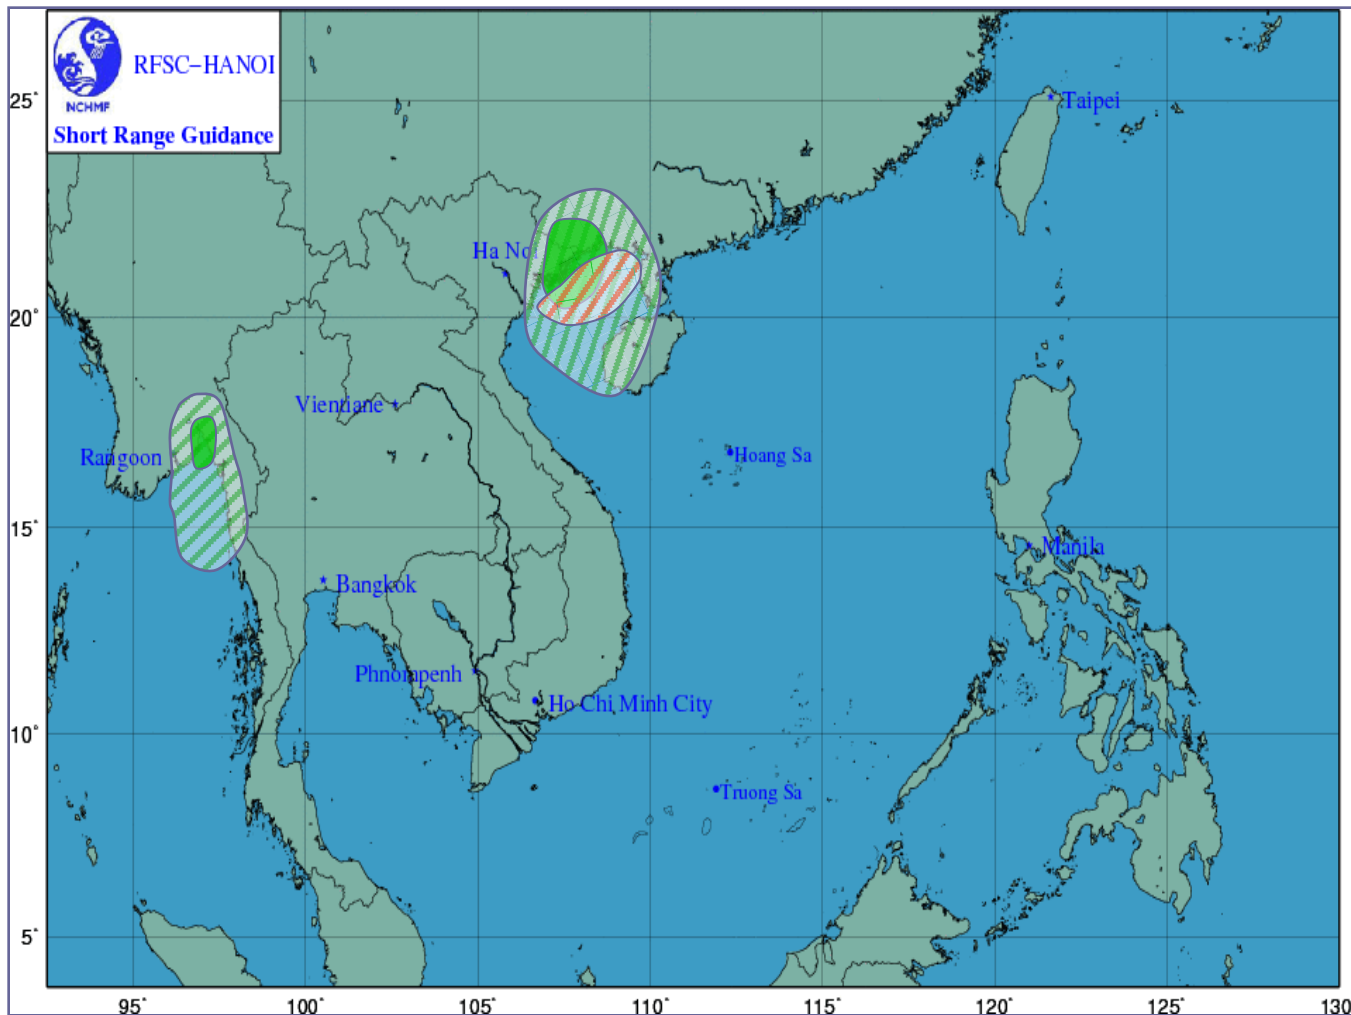 RFSC-HANOI
NCHMF
Short Range Guidance
25°
Taipei
Ha Noi
20°
Vientiane
Rangoon
Hoang Sa
15°
Manila
Bangkok
Phnompenh
Ho Chi Minh City
10°
Truong Sa
5°
95°
100°
105°
110°
115°
120°
125°
130